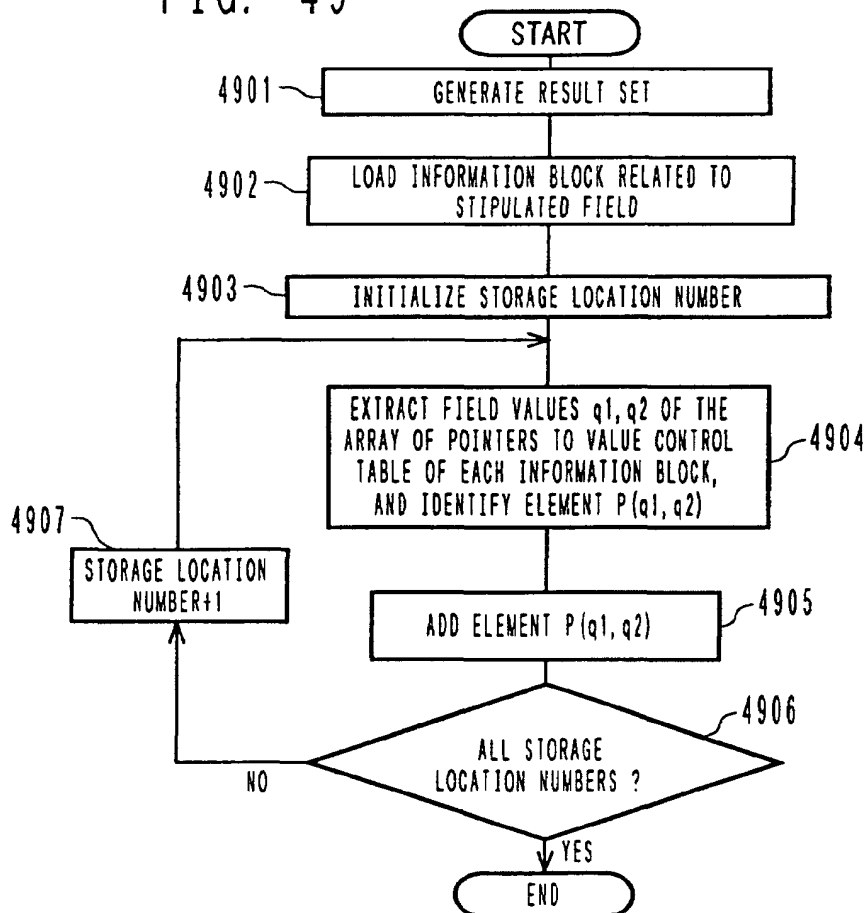 FIG. 49
START
4901
GENERATE RESULT SET
4902
LOAD INFORMATION BLOCK RELATED TO
STIPULATED FIELD
4903
INITIALIZE STORAGE LOCATION NUMBER
EXTRACT FIELD VALUES q1,q2 OF THE
ARRAY OF POINTERS TO VALUE CONTROL
TABLE OF EACH INFORMATION BLOCK,
AND IDENTIFY ELEMENT P(q1,q2)
4904
4907
STORAGE LOCATION
NUMBER+1
ADD ELEMENT P(q1,q2)
4905
4906
ALL STORAGE
LOCATION NUMBERS ?
NO
YES
END